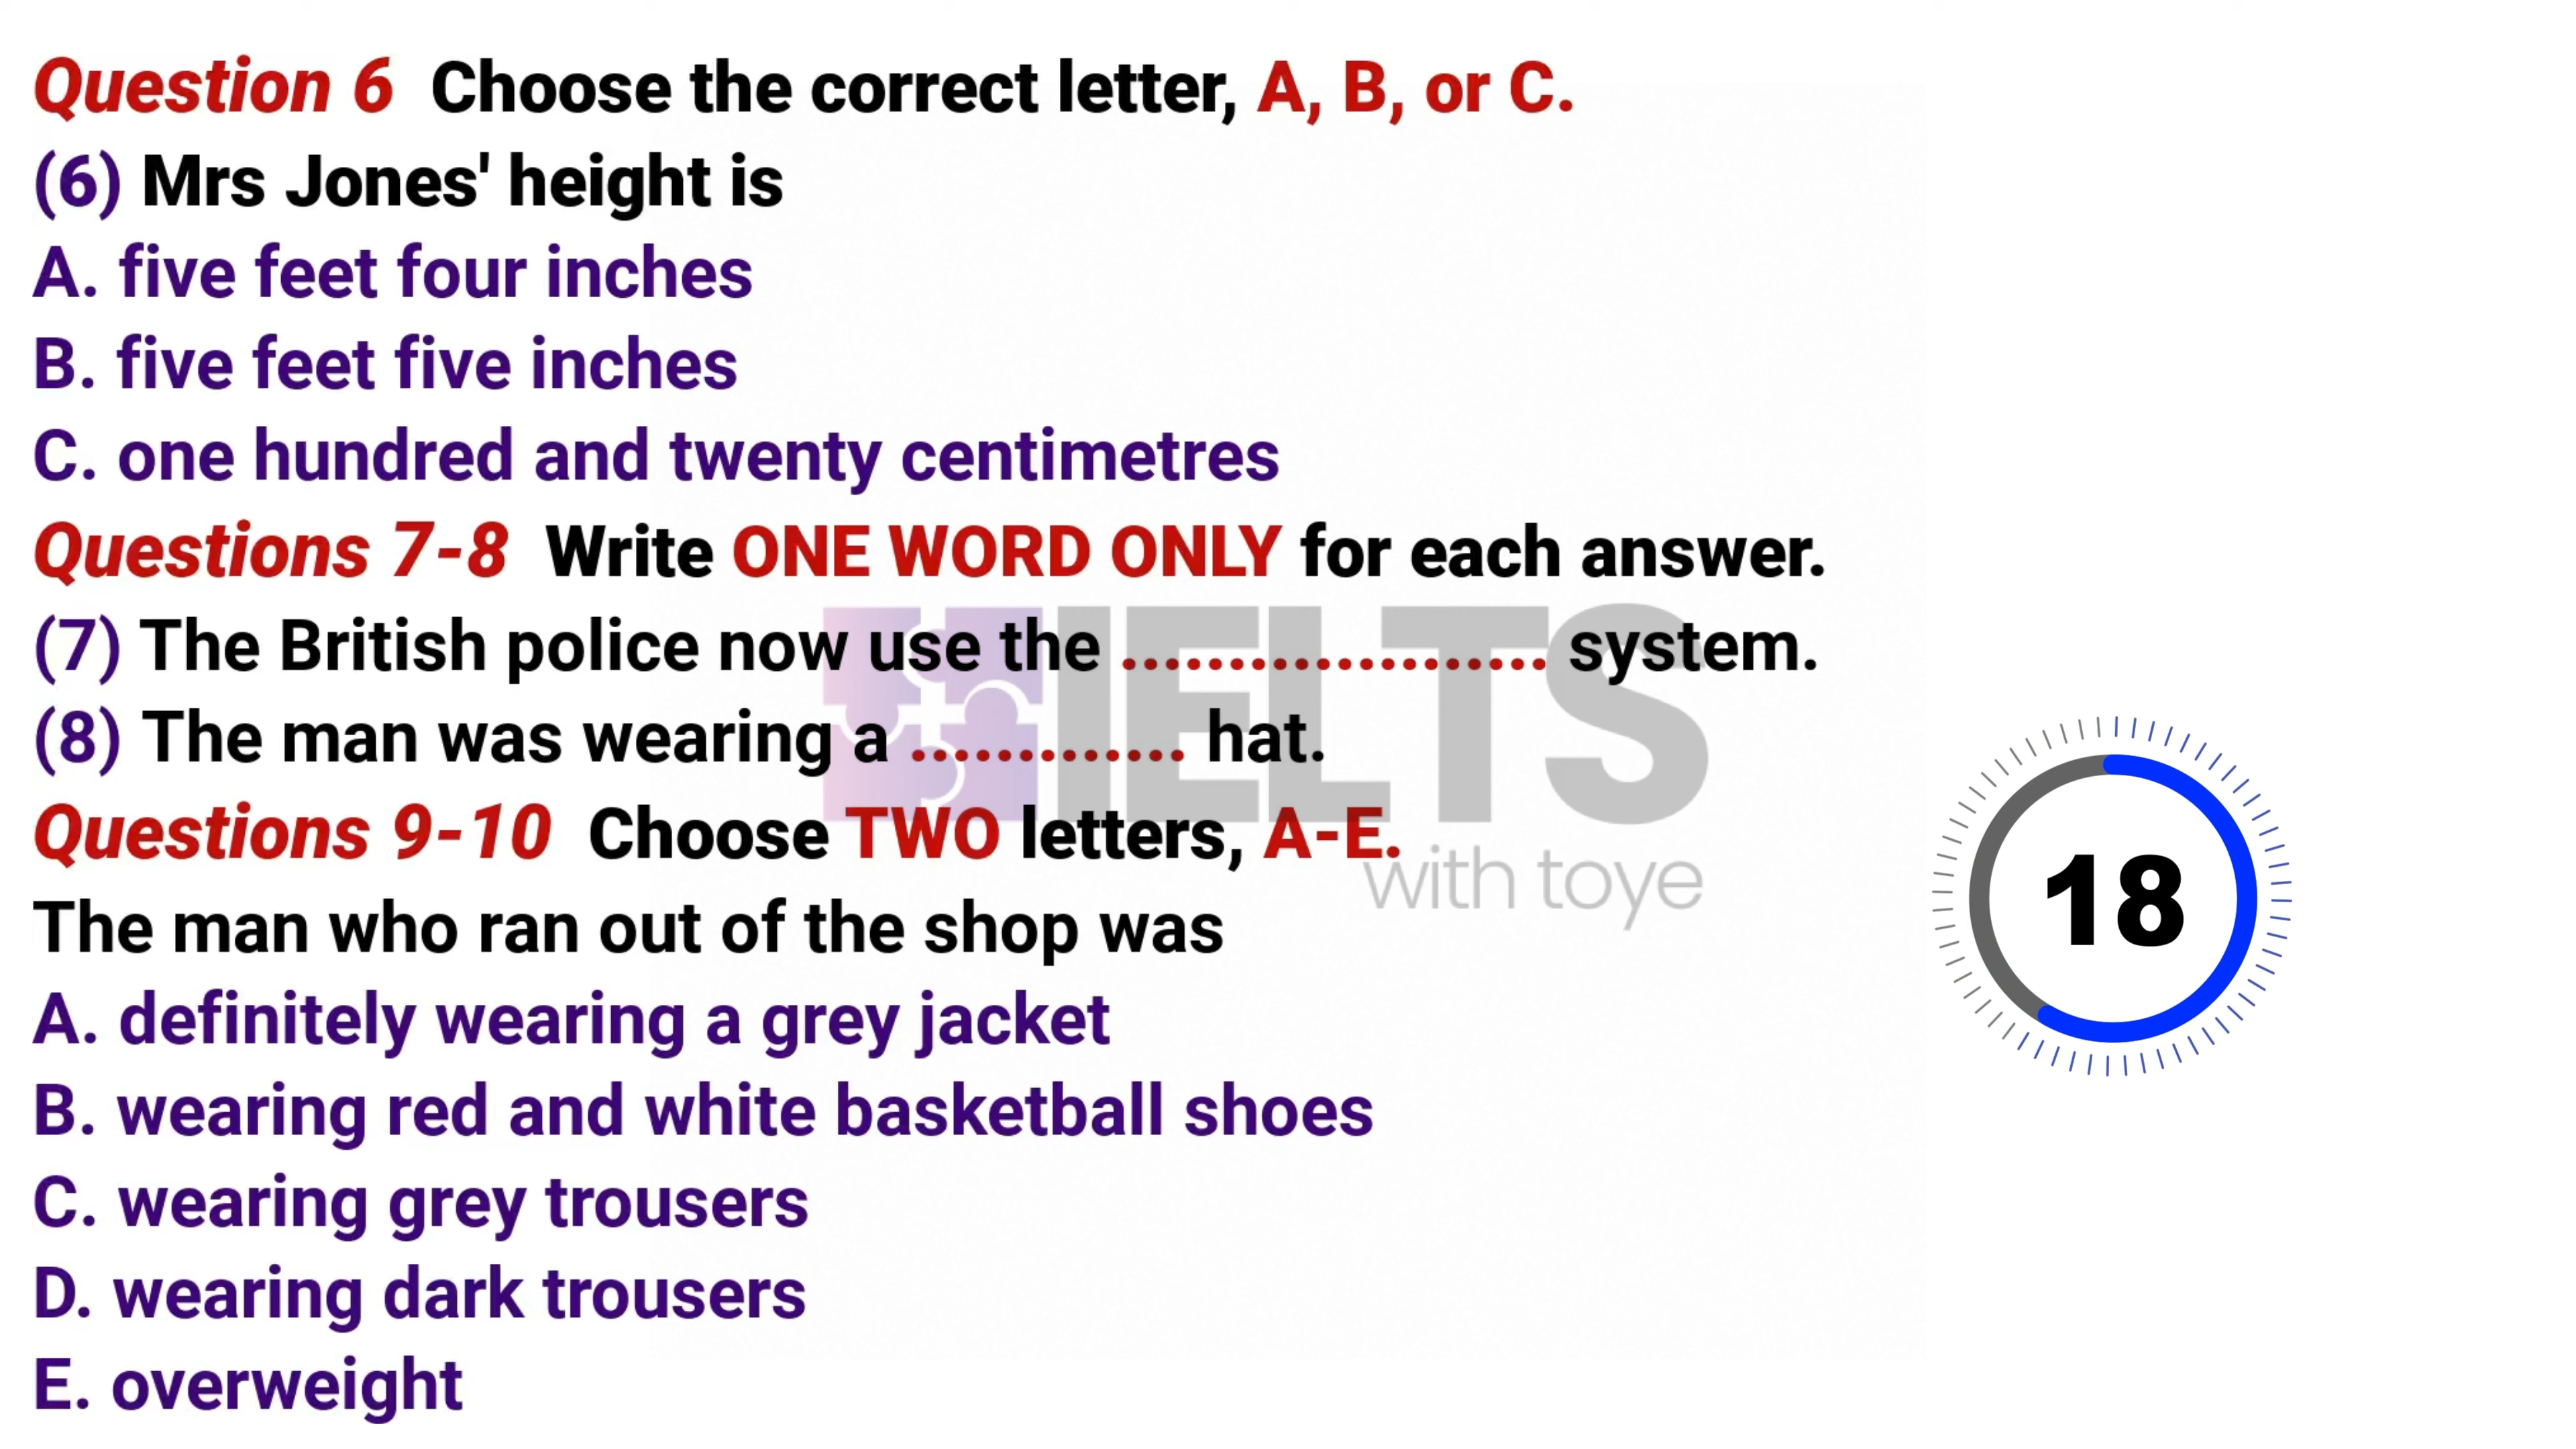 Question 6 Choose the correct letter, A, B, or C.
(6) Mrs Jones' height is
A. five feet four inches
B. five feet five inches
C. one hundred and twenty centimetres
Questions 7-8 Write ONE WORD ONLY for each answer.
(7) The British police now use the .................... system.
(8) The man was wearing a ............. hat.
Questions 9-10 Choose TWO letters, A-E.
The man who ran out of the shop was
A. definitely wearing a grey jacket
B. wearing red and white basketball shoes
C. wearing grey trousers
D. wearing dark trousers
E. overweight
IELTS
with toye
18